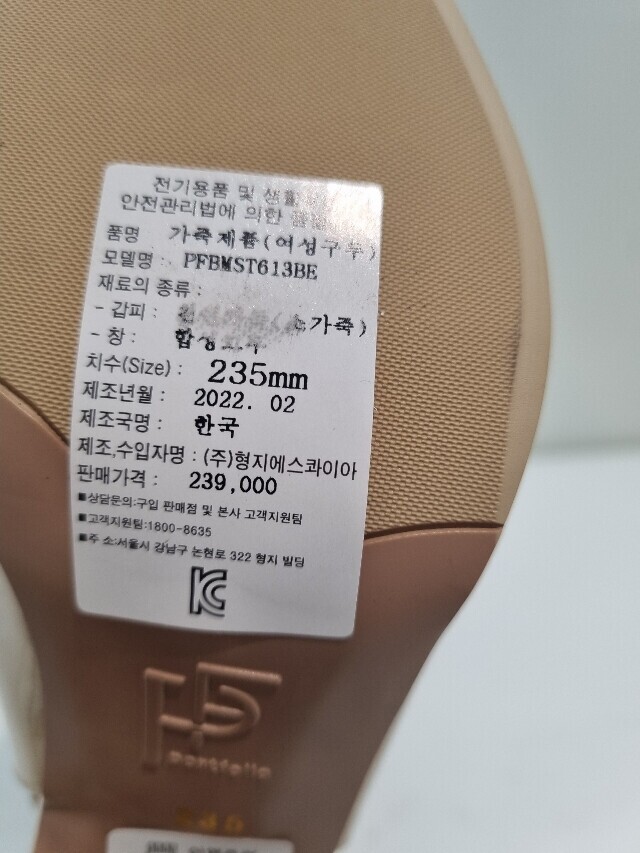 전기용품 및
안전관리법에 의한
품명 가죽제품(여성구두)
모델명 : PFBMST613BE
재료의 종류 :
- 갑피 : 가죽)
- 창 :
치수(Size) : 235mm
제조년월 : 2022. 02
제조국명 : 한국
제조,수입자명 : (주)형지에스콰이아
판매가격 : 239,000
■상담문의:구입 판매점 및 본사 고객지원팀
■고객지원팀:1800-8635
■주 소:서울시 강남구 논현로 322 형지 빌딩
KC
Portfolio